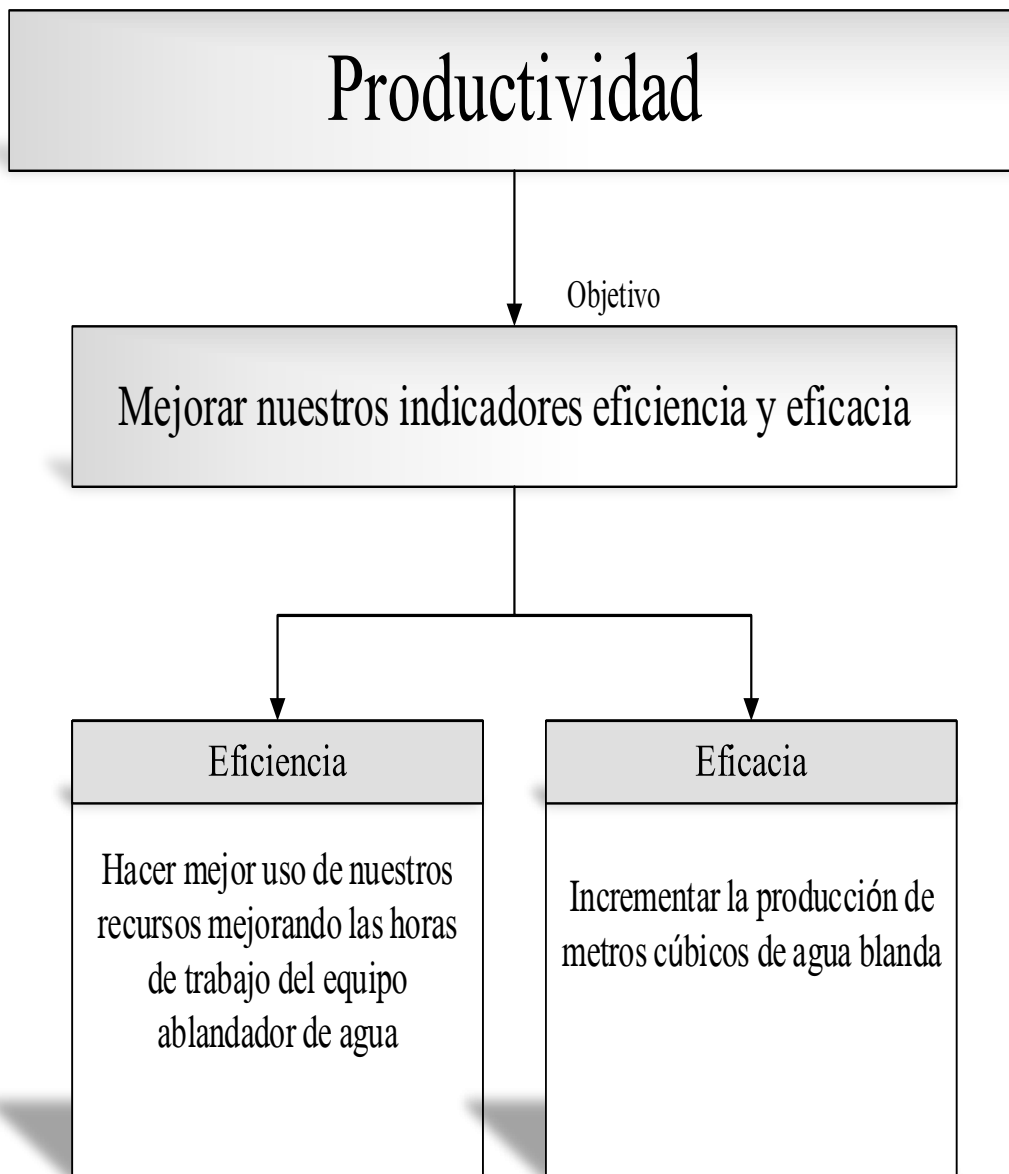 Productividad
Objetivo
Mejorar nuestros indicadores eficiencia y eficacia
Eficiencia
Hacer mejor uso de nuestros
recursos mejorando las horas
de trabajo del equipo
ablandador de agua
Eficacia
Incrementar la producción de
metros cúbicos de agua blanda